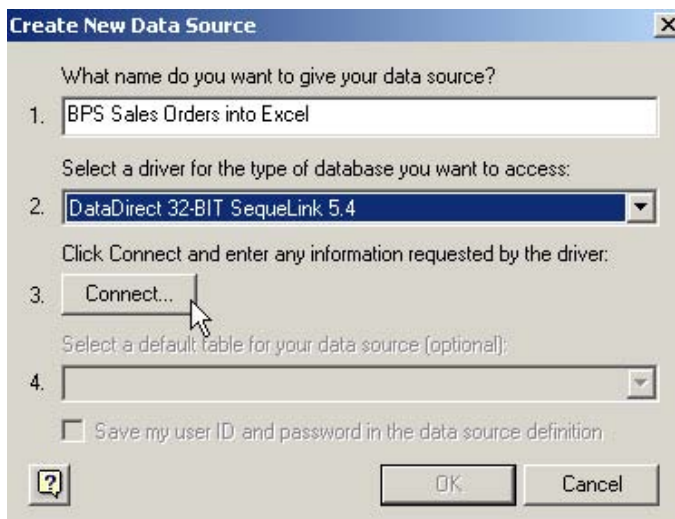 Create New Data Source
What name do you want to give your data source?
1. BPS Sales Orders into Excel
Select a driver for the type of database you want to access:
2. DataDirect 32-BIT SequeLink 5.4
Click Connect and enter any information requested by the driver:
3. Connect...
Select a default table for your data source (optional):
4.
Save my user ID and password in the data source definition
OK Cancel